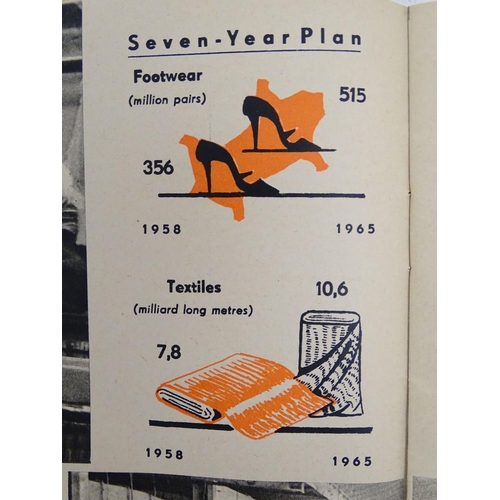 Seven-Year Plan
Footwear
(million pairs)
515
356
1958 1965
Textiles
(milliard long metres)
10,6
7,8
1958 1965